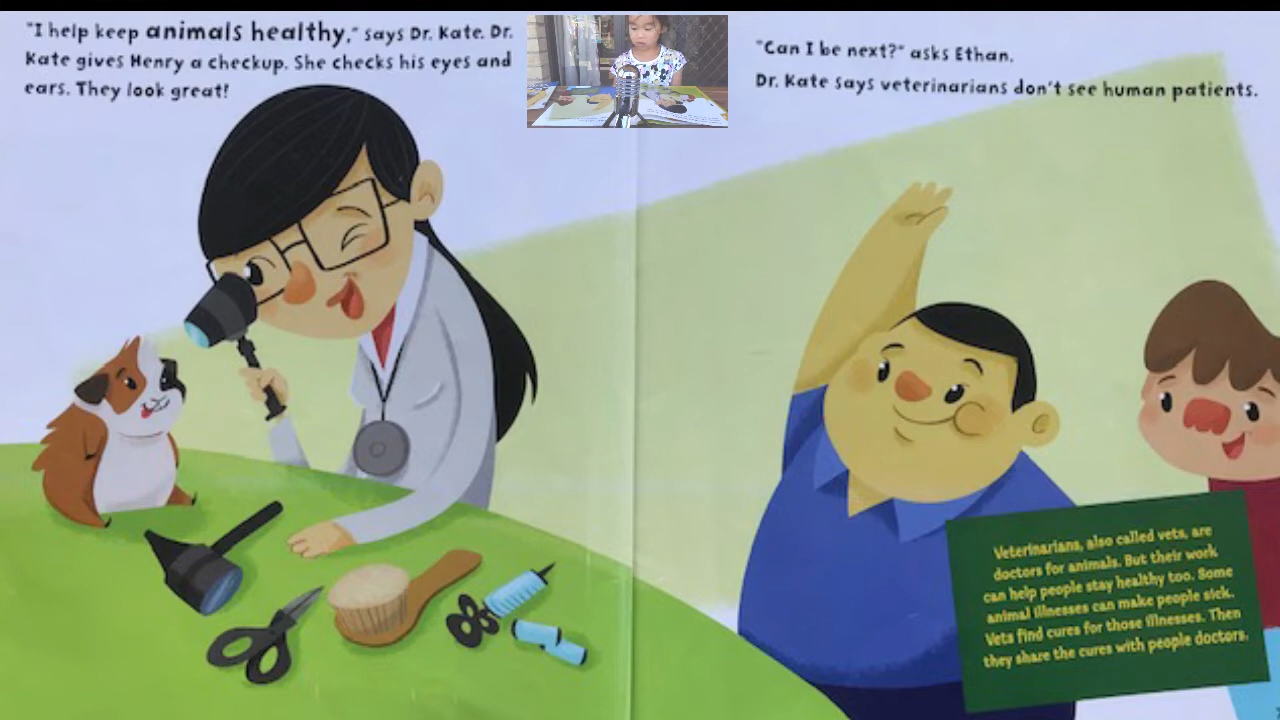 "I help keep animals healthy," says Dr. Kate. Dr.
Kate gives Henry a checkup. She checks his eyes and
ears. They look great!
"Can I be next?" asks Ethan.
Dr. Kate says veterinarians don't see human patients.
Veterinarians, also called vets, are
doctors for animals. But their work
can help people stay healthy too. Some
animal illnesses can make people sick.
Vets find cures for those illnesses. Then
they share the cures with people doctors.